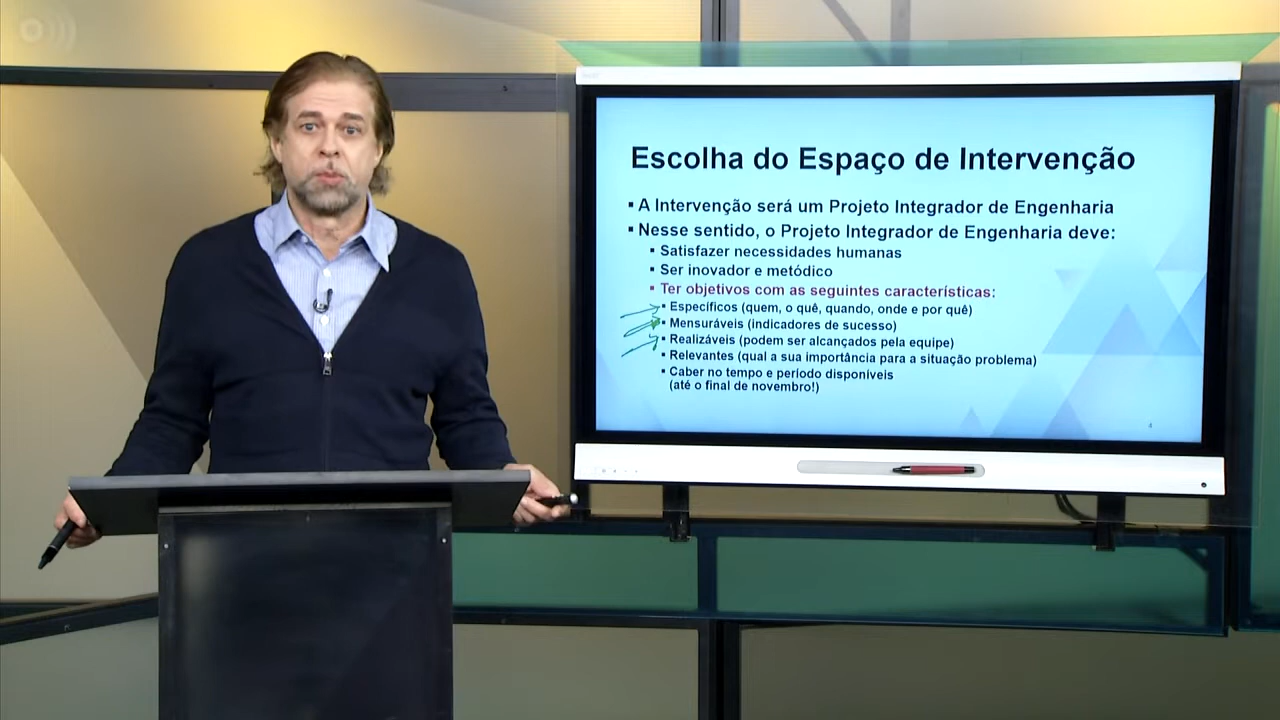 Escolha do Espaço de Intervenção
▪ A Intervenção será um Projeto Integrador de Engenharia
▪ Nesse sentido, o Projeto Integrador de Engenharia deve:
▪ Satisfazer necessidades humanas
▪ Ser inovador e metódico
▪ Ter objetivos com as seguintes características:
▪ Específicos (quem, o quê, quando, onde e por quê)
▪ Mensuráveis (indicadores de sucesso)
▪ Realizáveis (podem ser alcançados pela equipe)
▪ Relevantes (qual a sua importância para a situação problema)
▪ Caber no tempo e período disponíveis
(até o final de novembro!)